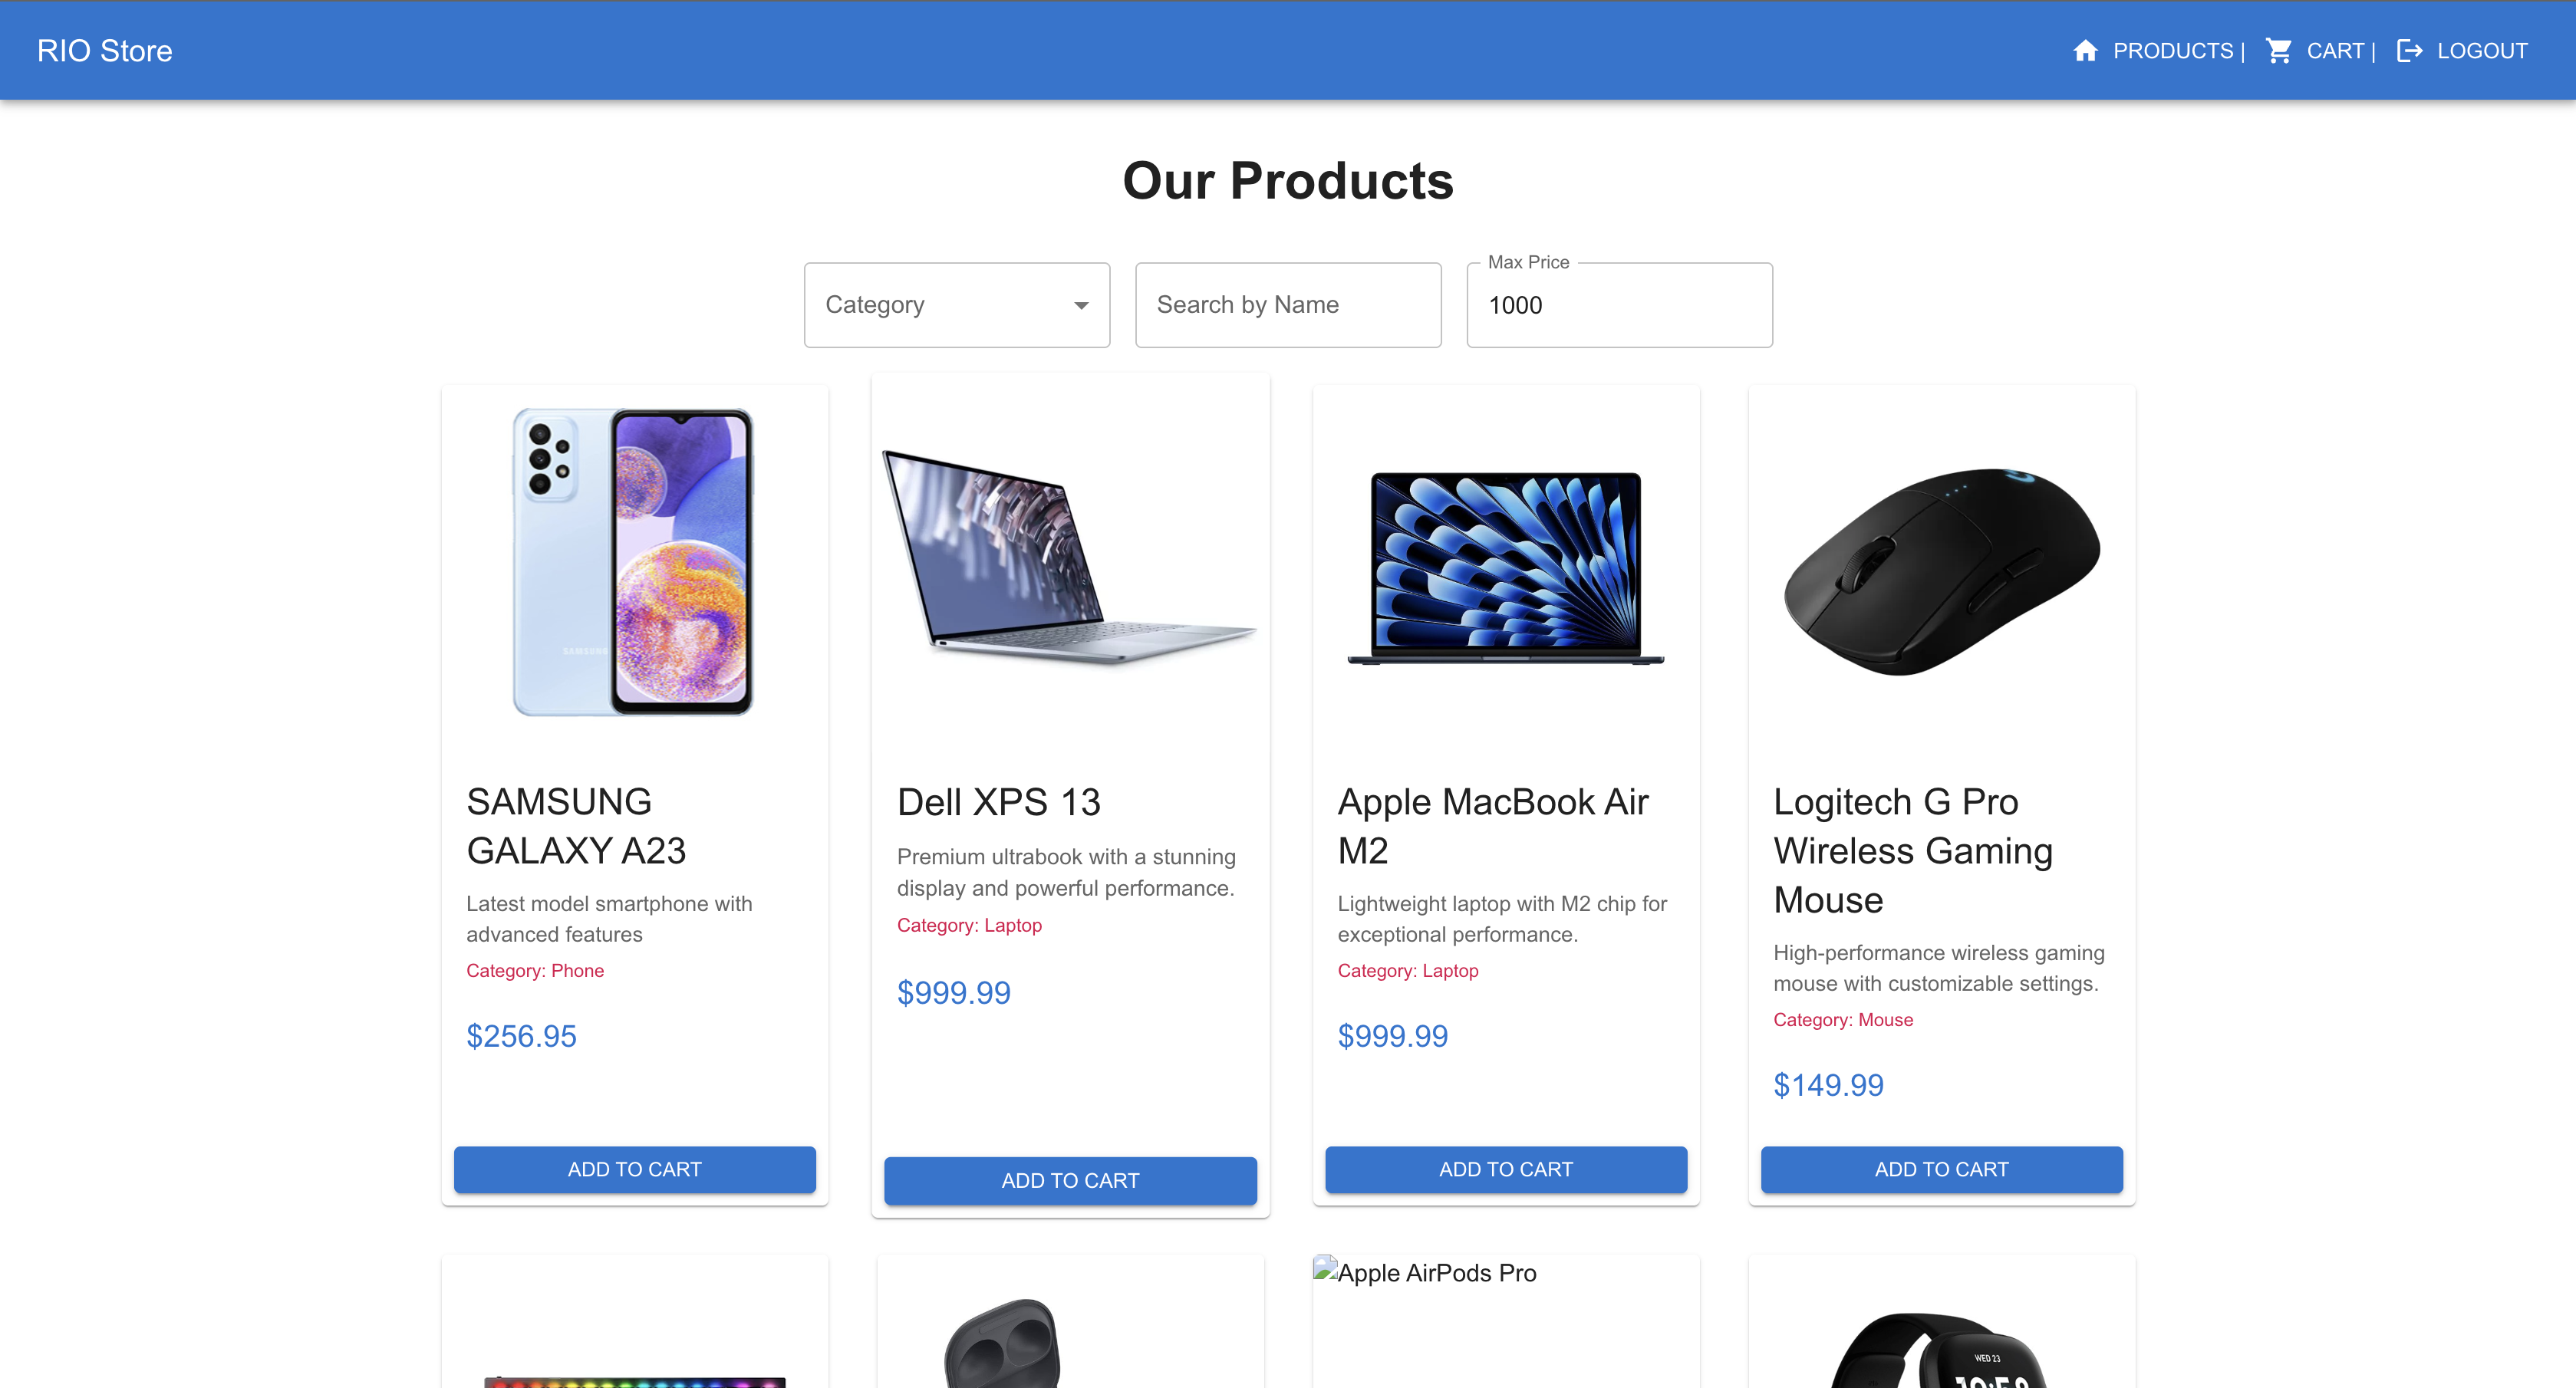 RIO Store
PRODUCTS |
CART |
LOGOUT
Our Products
Category
Search by Name
Max Price
1000
SAMSUNG
SAMSUNG
GALAXY A23
Latest model smartphone with
advanced features
Category: Phone
$256.95
ADD TO CART
Dell XPS 13
Premium ultrabook with a stunning
display and powerful performance.
Category: Laptop
$999.99
ADD TO CART
Apple MacBook Air
M2
Lightweight laptop with M2 chip for
exceptional performance.
Category: Laptop
$999.99
ADD TO CART
Logitech G Pro
Wireless Gaming
Mouse
High-performance wireless gaming
mouse with customizable settings.
Category: Mouse
$149.99
ADD TO CART
Apple AirPods Pro
WED 23